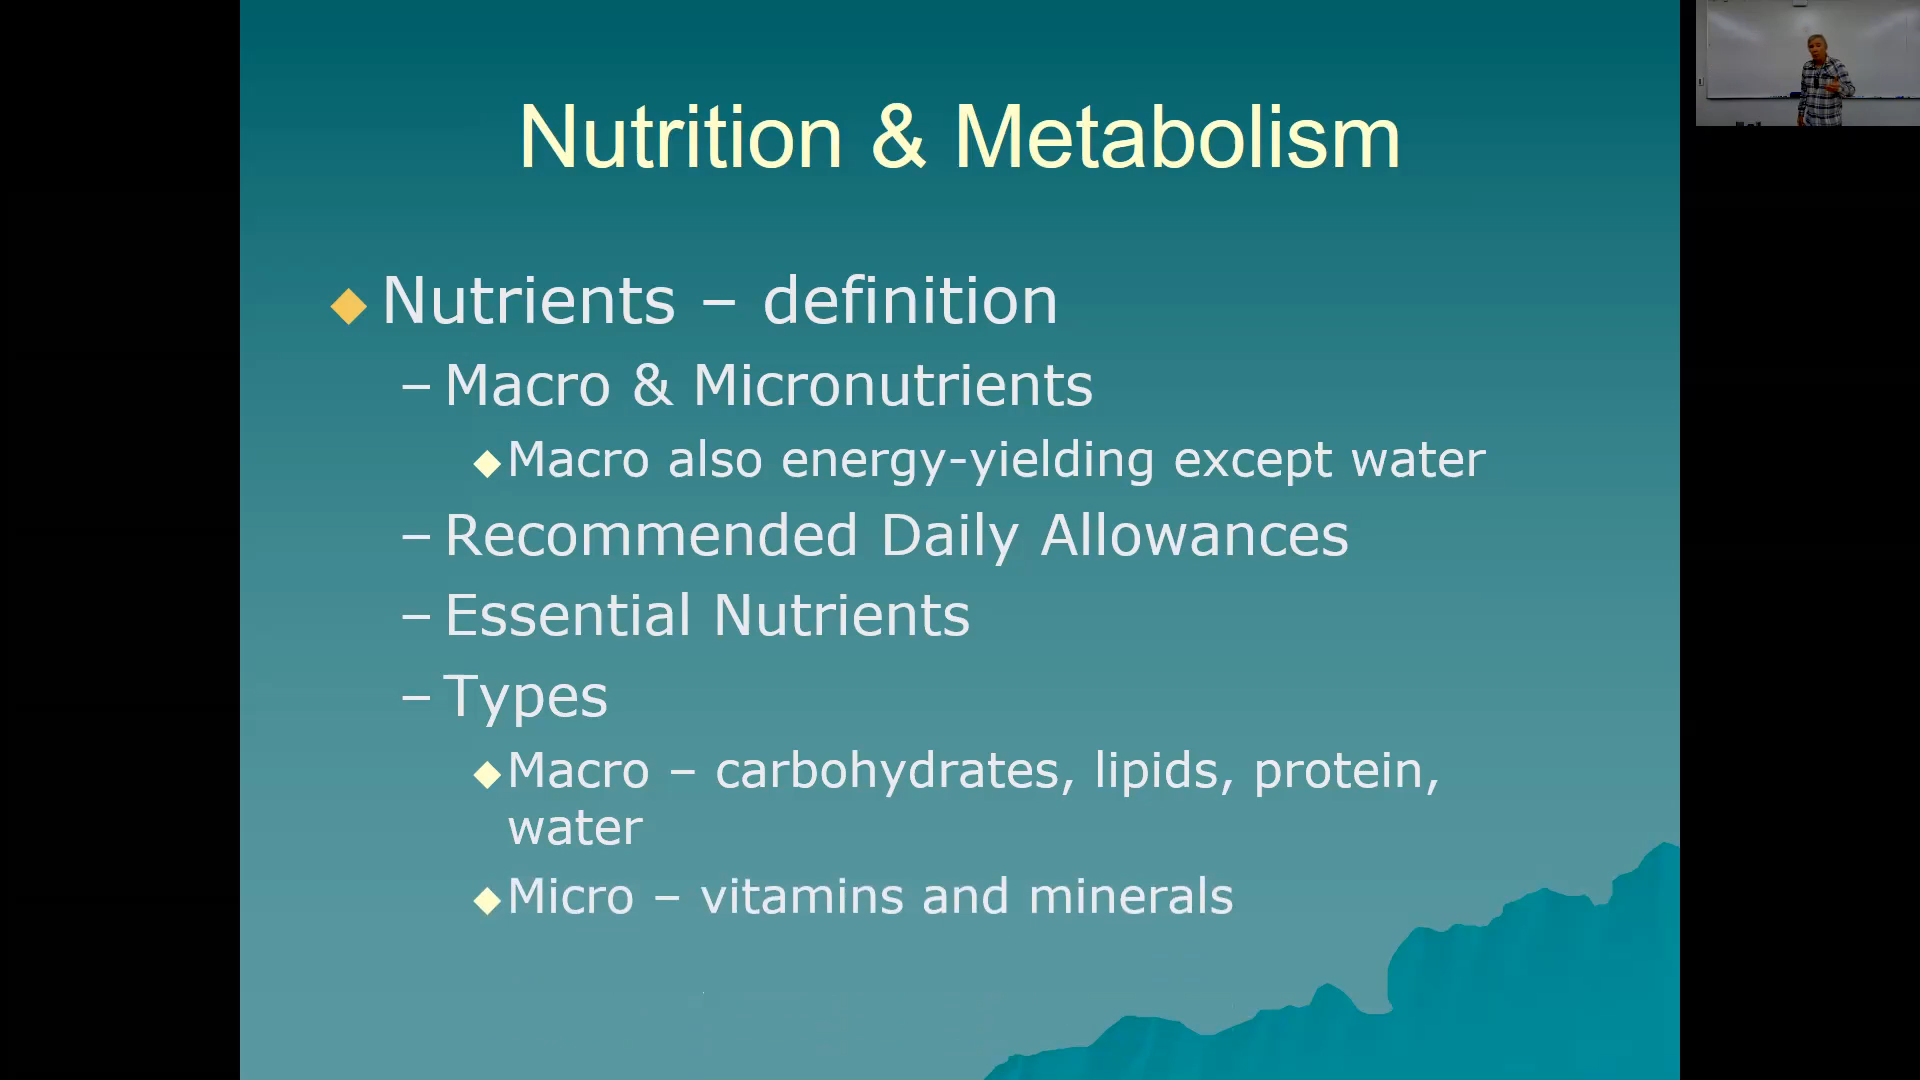 Nutrition & Metabolism
Nutrients – definition
– Macro & Micronutrients
Macro also energy-yielding except water
– Recommended Daily Allowances
– Essential Nutrients
– Types
Macro – carbohydrates, lipids, protein,
water
Micro – vitamins and minerals